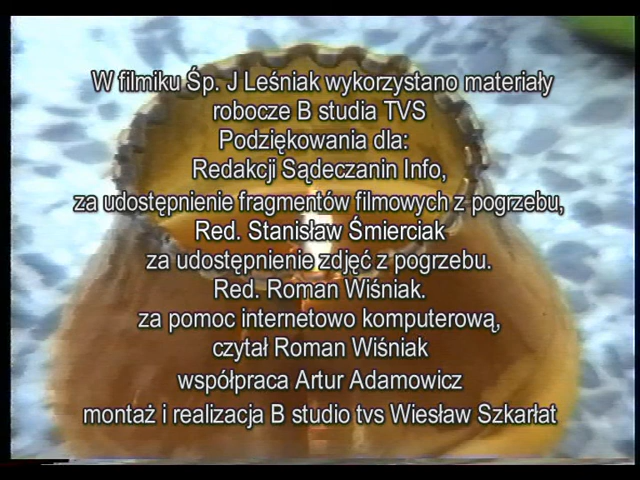 W filmiku Śp. J Leśniak wykorzystano materiały
robocze B studia TVS
Podziękowania dla:
Redakcji Sądeczanin Info,
za udostępnienie fragmentów filmowych z pogrzebu,
Red. Stanisław Śmierciak
za udostępnienie zdjęć z pogrzebu.
Red. Roman Wiśniak.
za pomoc internetowo komputerową,
czytał Roman Wiśniak
współpraca Artur Adamowicz
montaż i realizacja B studio tvs Wiesław Szkarłat